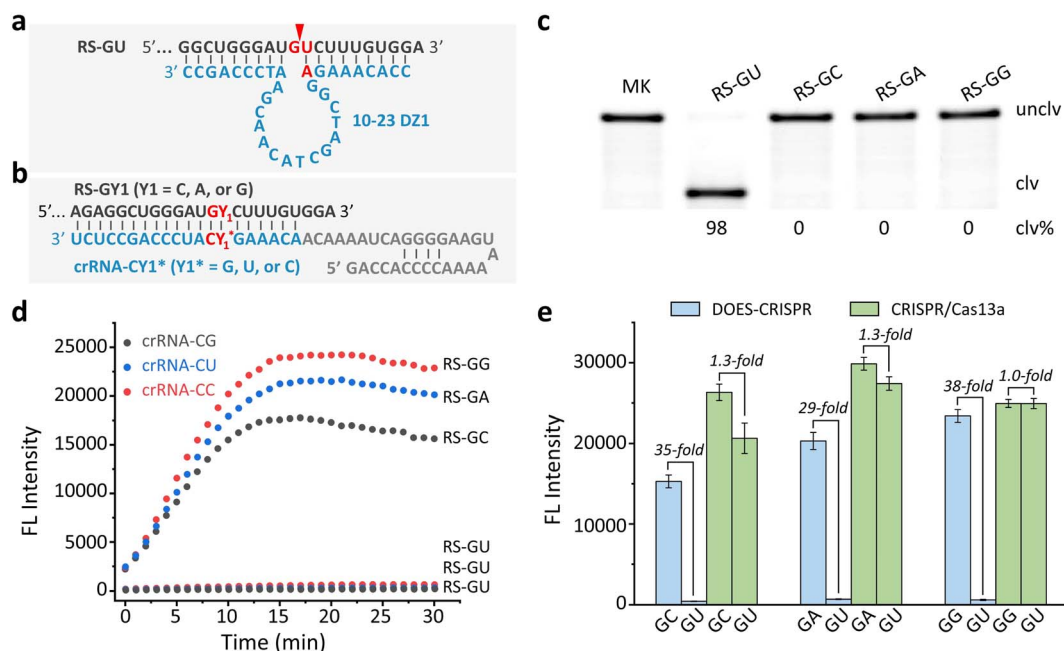 a
RS-GU 5’... GGCUGGGAUGUCUUUGUGGA 3’
3’ CCGACCCTA AGAAACACC
AGCAACATCGATCGG
10-23 DZ1
b
RS-GY1 (Y1 = C, A, or G)
5’... AGAGGCUGGGAUGY1CUUUGUGGA 3’
3’ UCUCCGACCCUACY1*GAAACAACAAAAUCAGGGGAAGU
A
5’ GACCACCCCAAAA
crRNA-CY1* (Y1* = G, U, or C)
c
MK RS-GU RS-GC RS-GA RS-GG
unclv
clv
98 0 0 0 clv%
d
crRNA-CG
crRNA-CU
crRNA-CC
RS-GG
RS-GA
RS-GC
RS-GU
RS-GU
RS-GU
25000
20000
15000
7500
5000
2500
0
FL Intensity
0 5 10 15 20 25 30
Time (min)
e
DOES-CRISPR CRISPR/Cas13a
30000
20000
10000
0
FL Intensity
35-fold 1.3-fold 29-fold 1.3-fold 38-fold 1.0-fold
GC GU GC GU GA GU GA GU GG GU GG GU